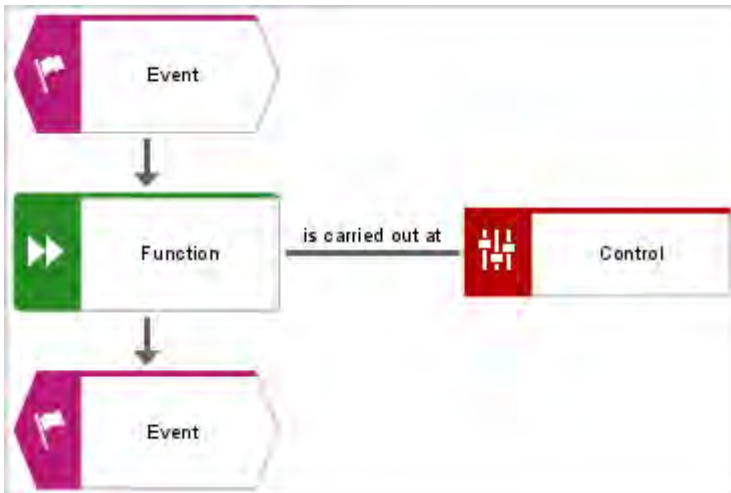 Event
Function
is carried out at
Control
Event